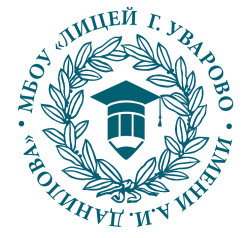 МБОУ «ЛИЦЕЙ Г. УВАРОВО • ИМЕНИ А.И. ДАНИЛОВА» •